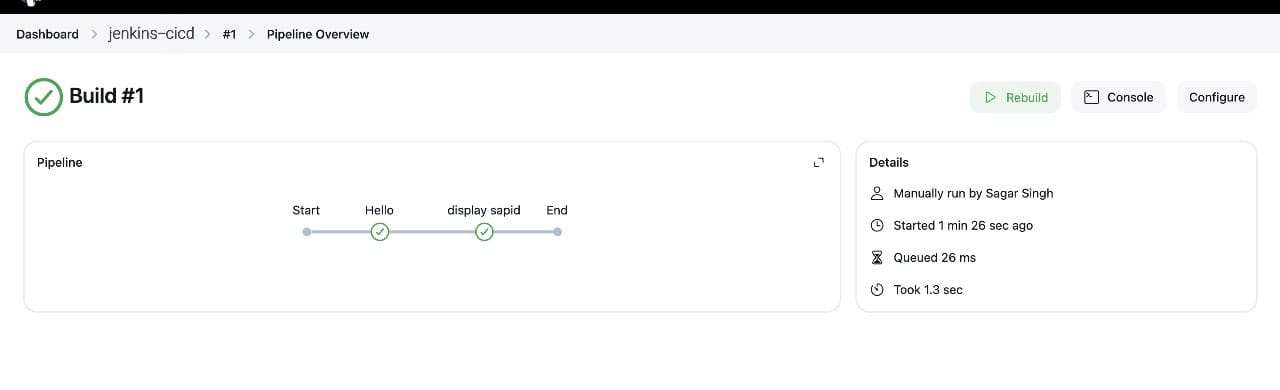 Dashboard > jenkins-cicd > #1 > Pipeline Overview
Build #1
Rebuild Console Configure
Pipeline
Start Hello display sapid End
Details
Manually run by Sagar Singh
Started 1 min 26 sec ago
Queued 26 ms
Took 1.3 sec